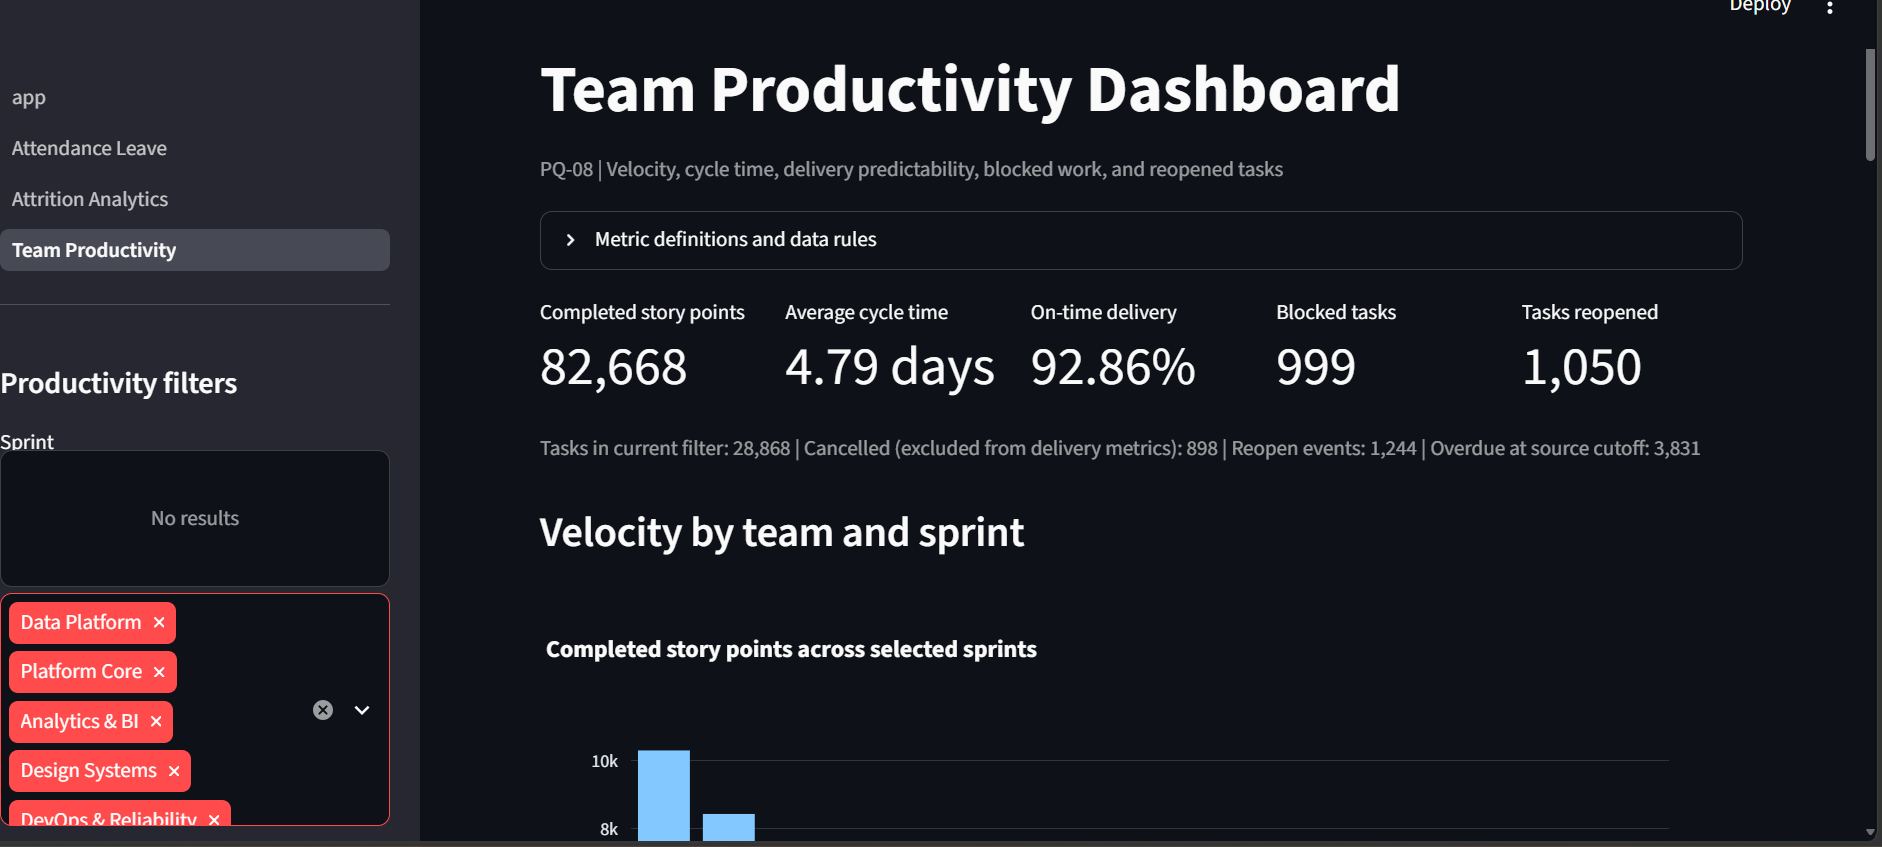 Deploy
app
Attendance Leave
Attrition Analytics
Team Productivity
Productivity filters
Sprint
No results
Data Platform
Platform Core
Analytics & BI
Design Systems
DevOps & Reliability
Team Productivity Dashboard
PQ-08 | Velocity, cycle time, delivery predictability, blocked work, and reopened tasks
Metric definitions and data rules
Completed story points Average cycle time On-time delivery Blocked tasks Tasks reopened
82,668 4.79 days 92.86% 999 1,050
Tasks in current filter: 28,868 | Cancelled (excluded from delivery metrics): 898 | Reopen events: 1,244 | Overdue at source cutoff: 3,831
Velocity by team and sprint
Completed story points across selected sprints
10k
8k